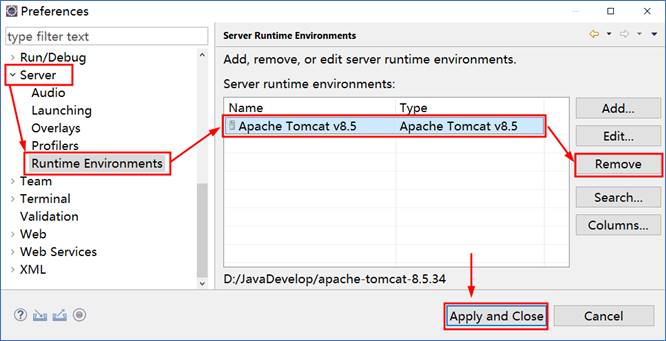 Preferences
type filter text
Run/Debug
Server
Audio
Launching
Overlays
Profilers
Runtime Environments
Team
Terminal
Validation
Web
Web Services
XML
Server Runtime Environments
Add, remove, or edit server runtime environments.
Server runtime environments:
Name Type
Apache Tomcat v8.5 Apache Tomcat v8.5
Add...
Edit...
Remove
Search...
Columns...
D:/JavaDevelop/apache-tomcat-8.5.34
Apply and Close Cancel